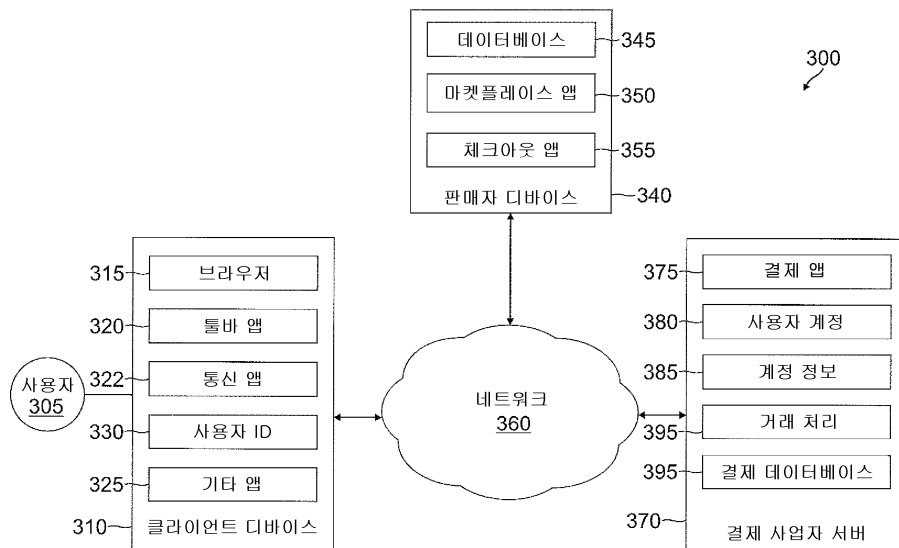 데이터베이스 345
마켓플레이스 앱 350
체크아웃 앱 355
판매자 디바이스 340
300
315 브라우저
320 툴바 앱
322 통신 앱
330 사용자 ID
325 기타 앱
310 클라이언트 디바이스
사용자
305
네트워크
360
375 결제 앱
380 사용자 계정
385 계정 정보
395 거래 처리
395 결제 데이터베이스
370 결제 사업자 서버